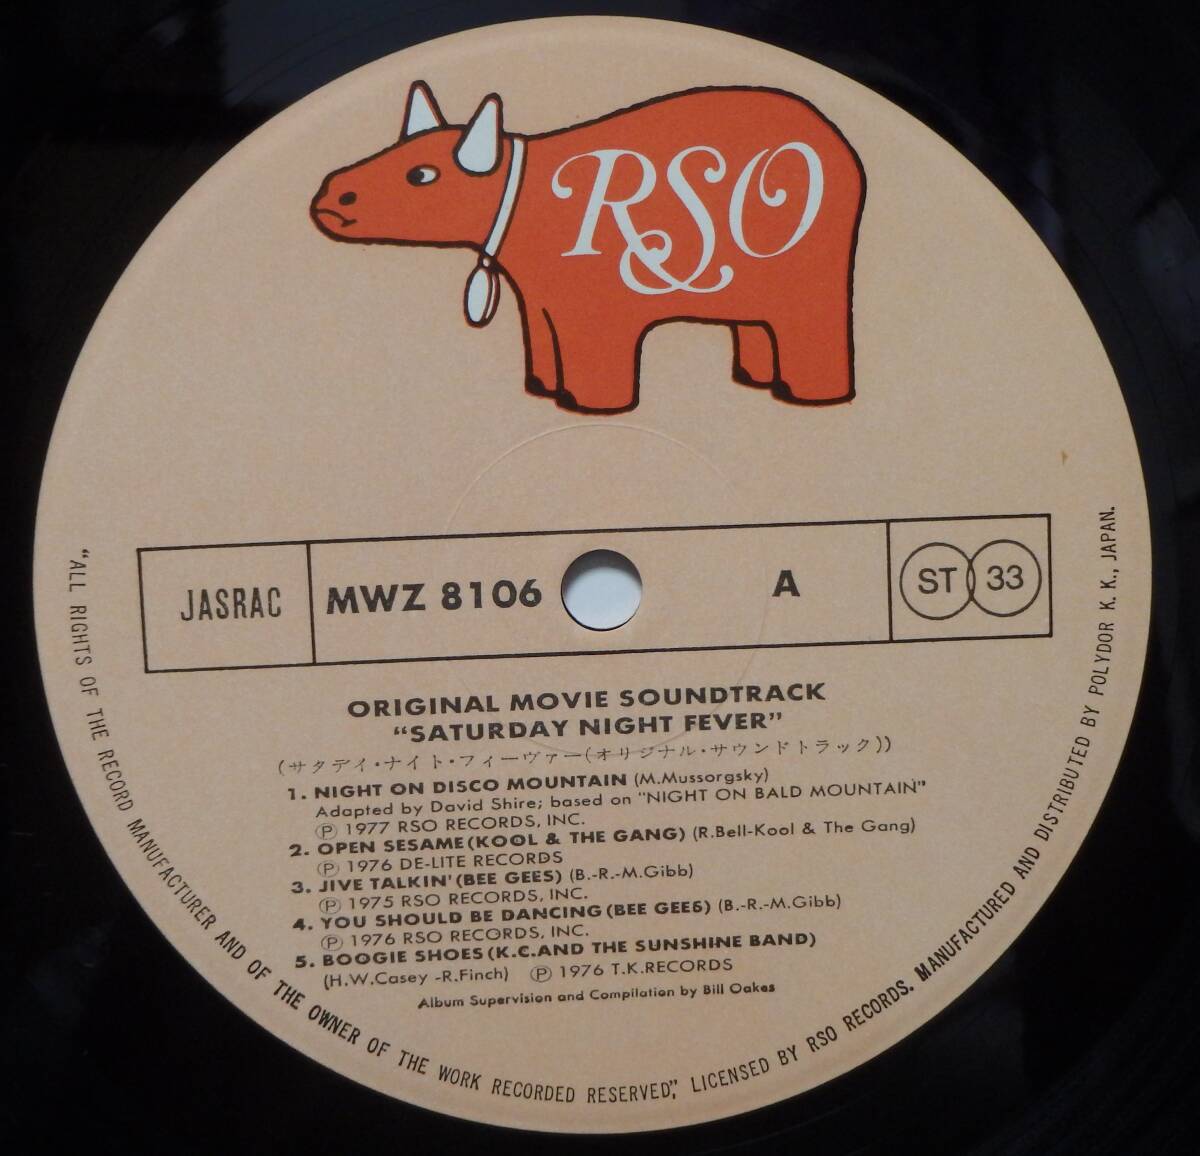 RSO
JASRAC
MWZ 8106
A
ST 33
ORIGINAL MOVIE SOUNDTRACK
"SATURDAY NIGHT FEVER"
(サタデイ・ナイト・フィーヴァー(オリジナル・サウンドトラック))
1. NIGHT ON DISCO MOUNTAIN (M.Mussorgsky)
Adapted by David Shire; based on "NIGHT ON BALD MOUNTAIN"
Ⓟ 1977 RSO RECORDS, INC.
2. OPEN SESAME (KOOL & THE GANG) (R.Bell-Kool & The Gang)
Ⓟ 1976 DE-LITE RECORDS
3. JIVE TALKIN' (BEE GEES) (B.-R.-M.Gibb)
Ⓟ 1975 RSO RECORDS, INC.
4. YOU SHOULD BE DANCING (BEE GEES) (B.-R.-M.Gibb)
Ⓟ 1976 RSO RECORDS, INC.
5. BOOGIE SHOES (K.C.AND THE SUNSHINE BAND)
(H.W.Casey -R.Finch) Ⓟ 1976 T.K.RECORDS
Album Supervision and Compilation by Bill Oakes
"ALL RIGHTS OF THE RECORD MANUFACTURER AND OF THE OWNER OF THE WORK RECORDED RESERVED", LICENSED BY RSO RECORDS. MANUFACTURED AND DISTRIBUTED BY POLYDOR K. K., JAPAN.